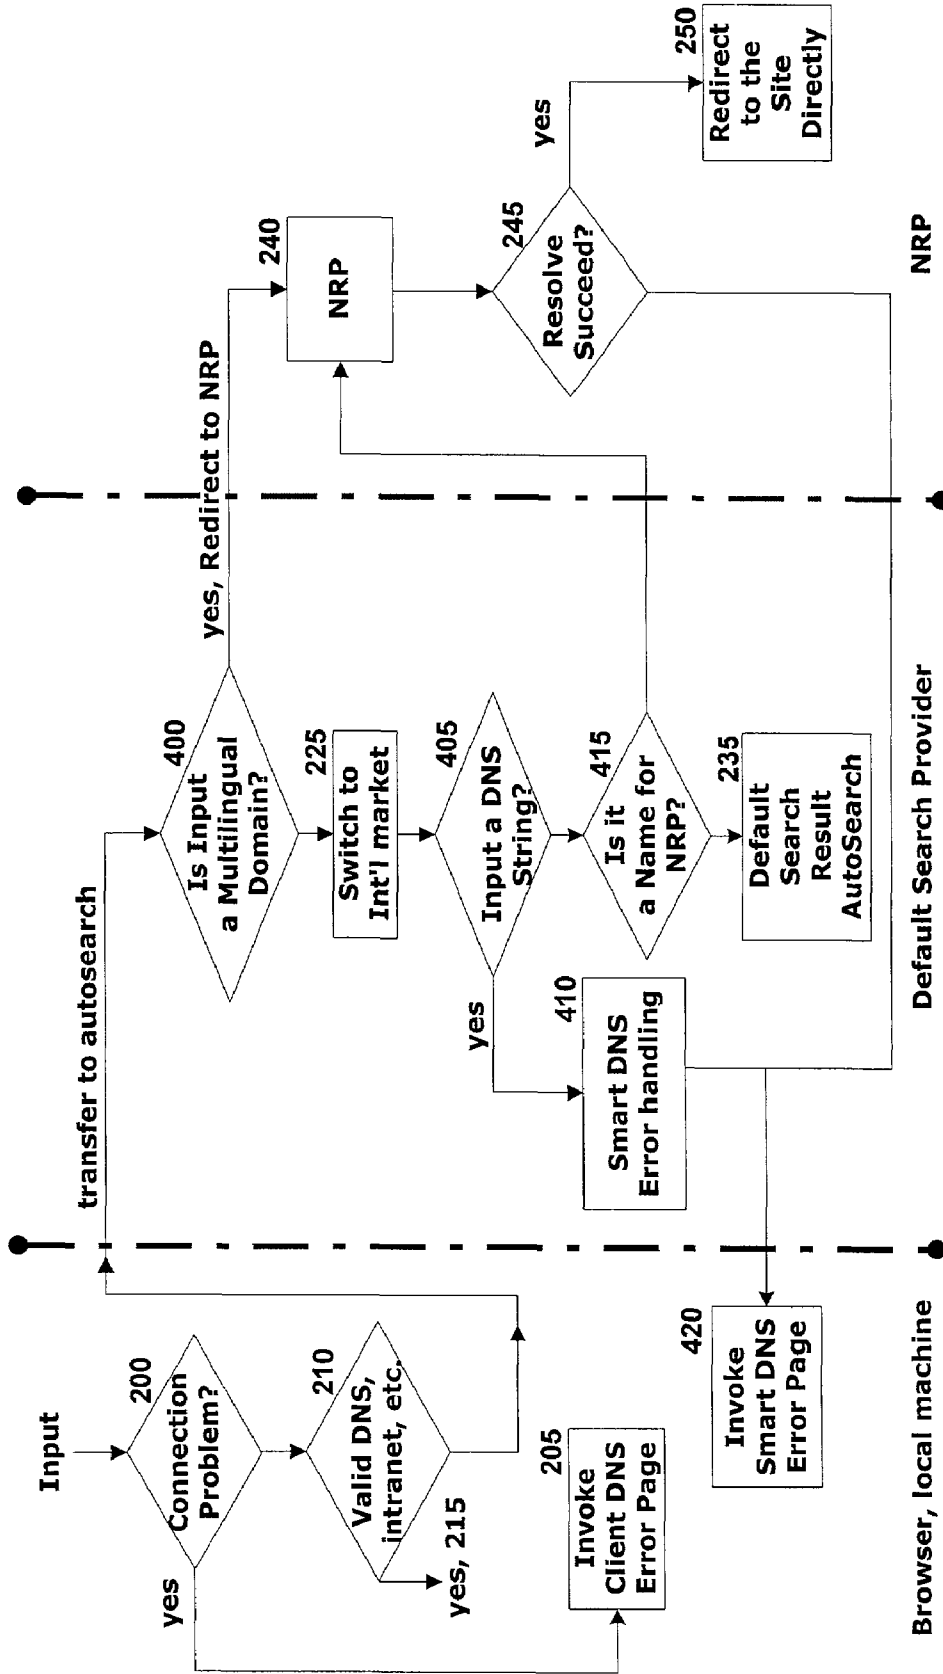 Input
200
Connection
Problem?
yes
210
Valid DNS,
intranet, etc.
yes, 215
205
Invoke
Client DNS
Error Page
420
Invoke
Smart DNS
Error Page
Browser, local machine
transfer to autosearch
400
Is Input
a Multilingual
Domain?
yes, Redirect to NRP
225
Switch to
Int'l market
405
Input a DNS
String?
yes
410
Smart DNS
Error handling
415
Is it
a Name for
NRP?
235
Default
Search
Result
AutoSearch
Default Search Provider
240
NRP
245
Resolve
Succeed?
yes
250
Redirect
to the
Site
Directly
NRP